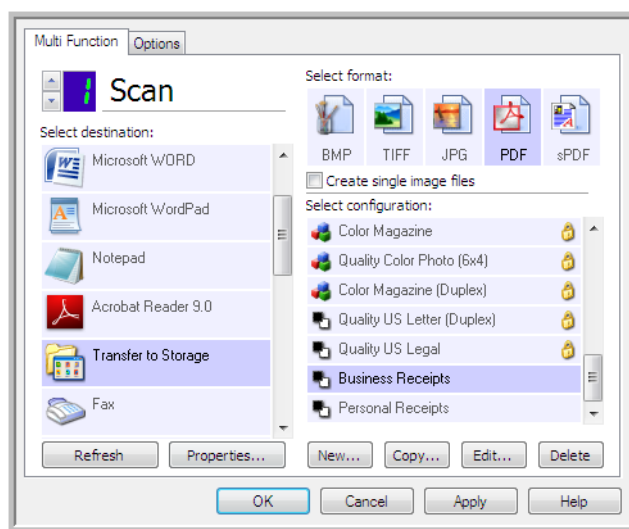 Multi Function
Options
1 Scan
Select destination:
Microsoft WORD
Microsoft WordPad
Notepad
Acrobat Reader 9.0
Transfer to Storage
Fax
Refresh
Properties...
Select format:
BMP TIFF JPG PDF sPDF
Create single image files
Select configuration:
Color Magazine
Quality Color Photo (6x4)
Color Magazine (Duplex)
Quality US Letter (Duplex)
Quality US Legal
Business Receipts
Personal Receipts
New... Copy... Edit... Delete
OK Cancel Apply Help